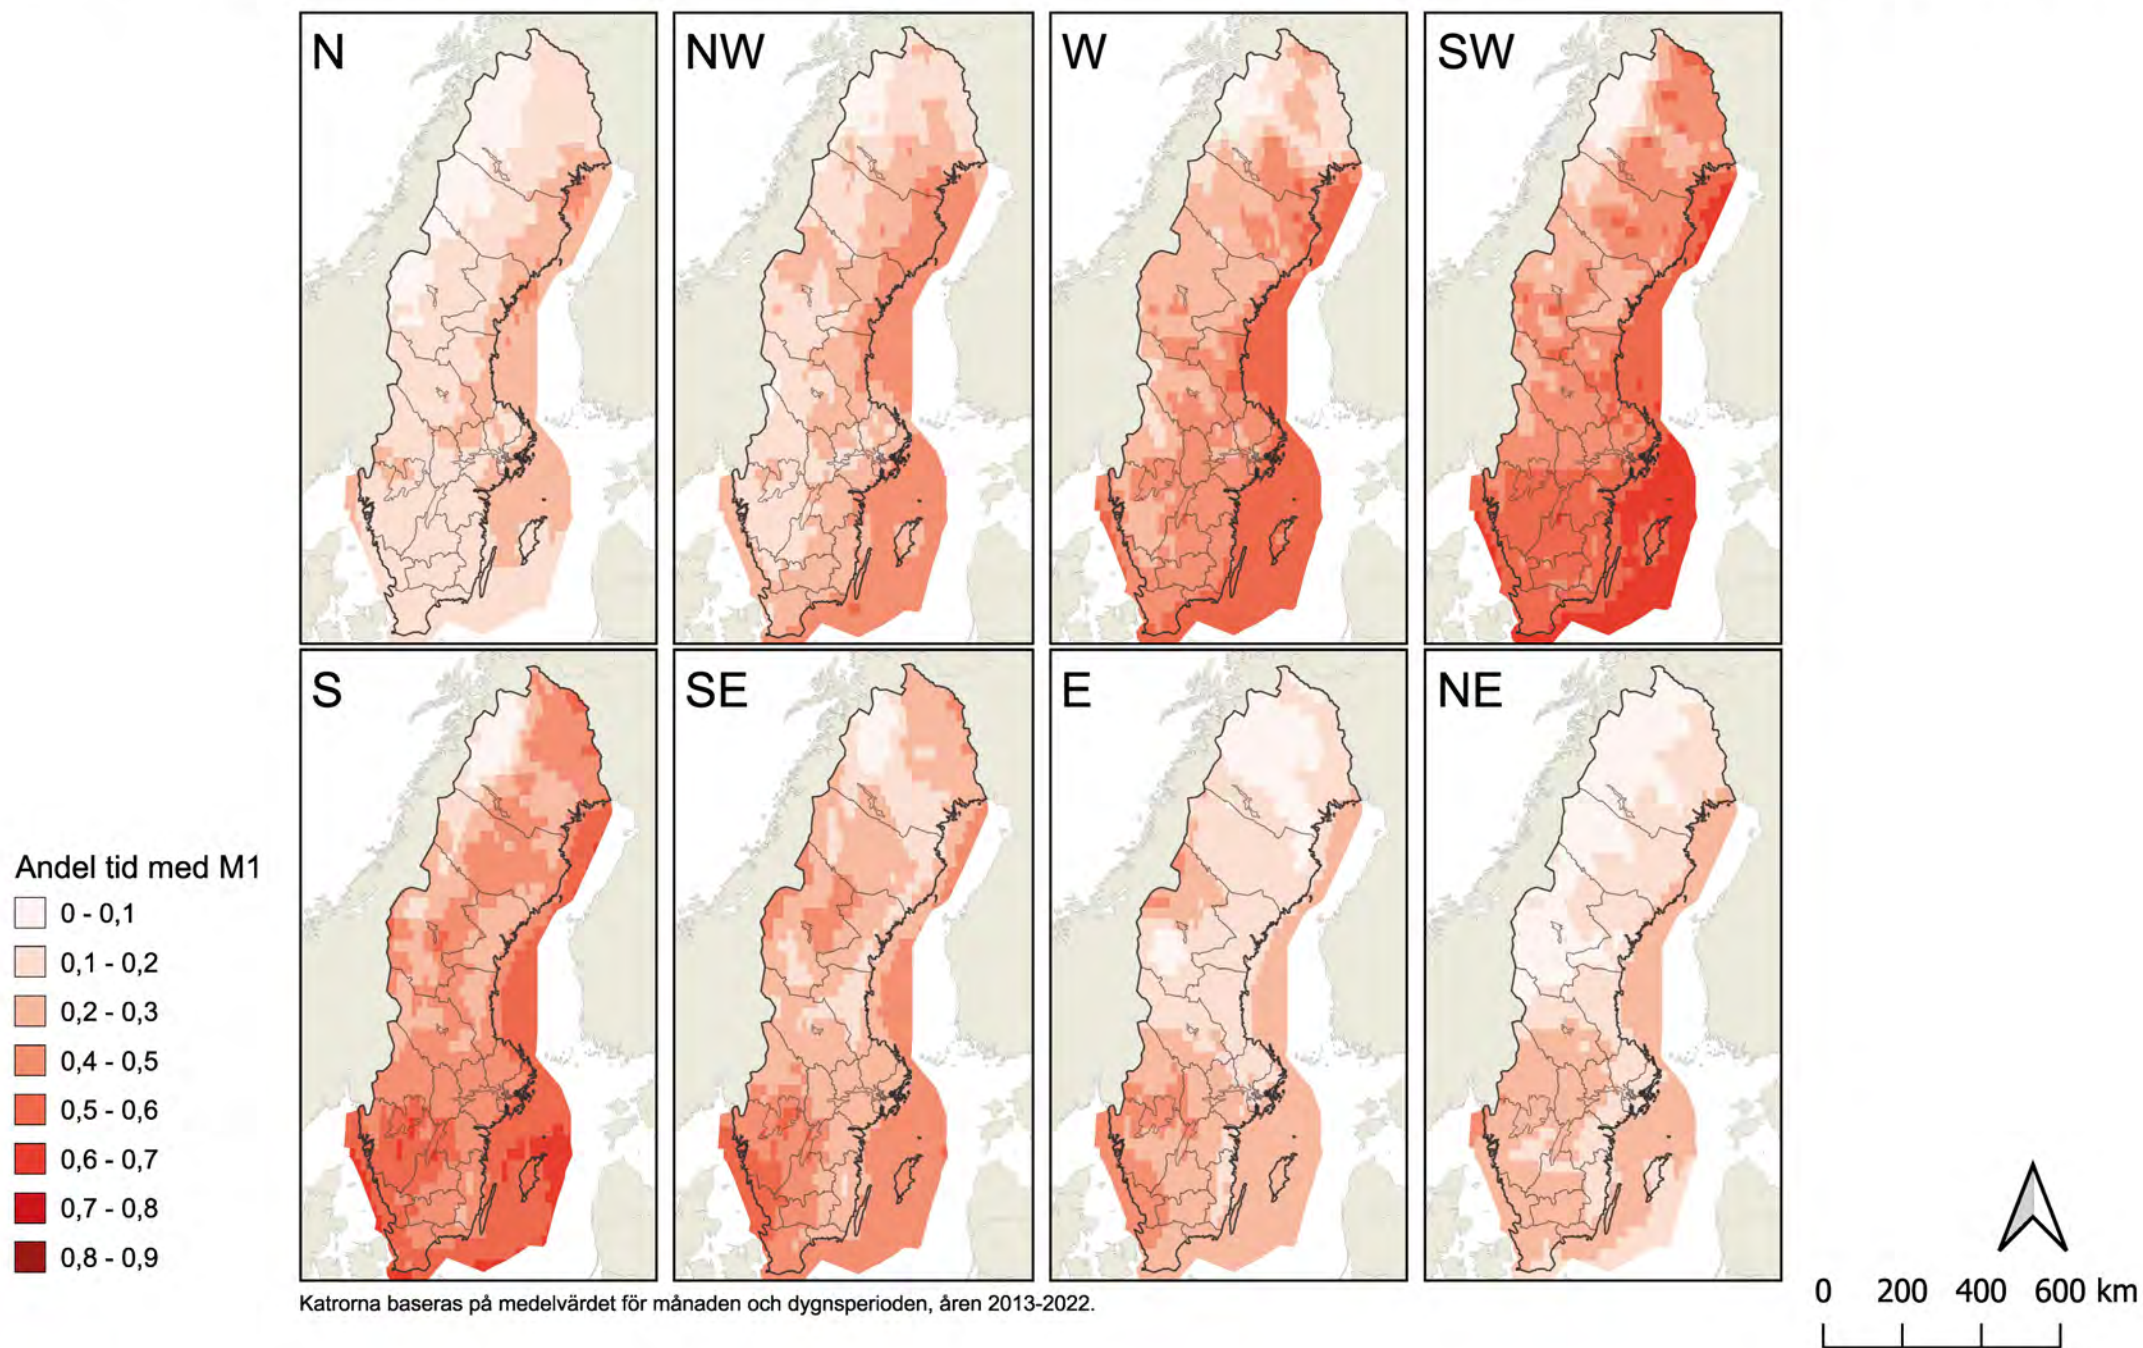 N
NW
W
SW
S
SE
E
NE
Andel tid med M1
0 - 0,1
0,1 - 0,2
0,2 - 0,3
0,4 - 0,5
0,5 - 0,6
0,6 - 0,7
0,7 - 0,8
0,8 - 0,9
Katrorna baseras på medelvärdet för månaden och dygnsperioden, åren 2013-2022.
0 200 400 600 km